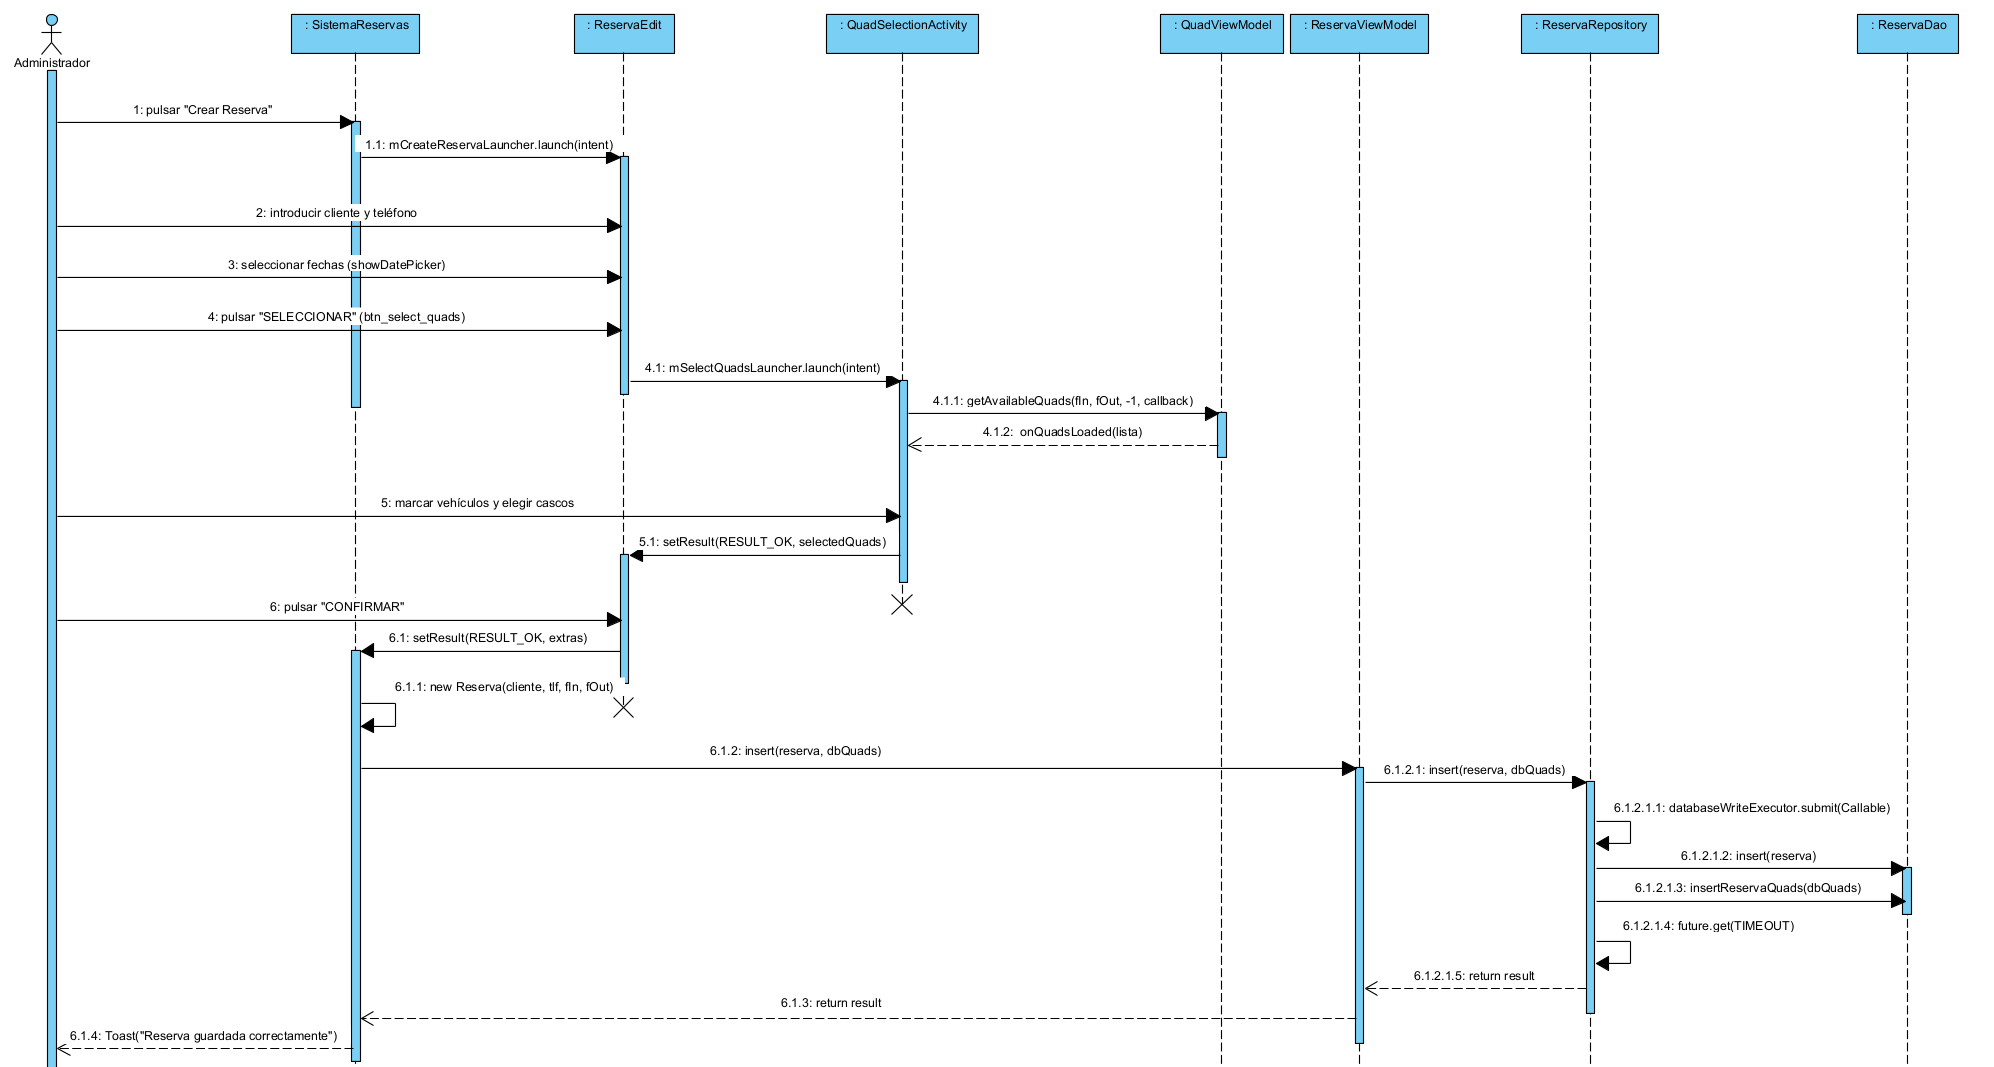 Administrador
: SistemaReservas
: ReservaEdit
: QuadSelectionActivity
: QuadViewModel
: ReservaViewModel
: ReservaRepository
: ReservaDao
1: pulsar "Crear Reserva"
1.1: mCreateReservaLauncher.launch(intent)
2: introducir cliente y teléfono
3: seleccionar fechas (showDatePicker)
4: pulsar "SELECCIONAR" (btn_select_quads)
4.1: mSelectQuadsLauncher.launch(intent)
4.1.1: getAvailableQuads(fIn, fOut, -1, callback)
4.1.2:  onQuadsLoaded(lista)
5: marcar vehículos y elegir cascos
5.1: setResult(RESULT_OK, selectedQuads)
6: pulsar "CONFIRMAR"
6.1: setResult(RESULT_OK, extras)
6.1.1: new Reserva(cliente, tlf, fIn, fOut)
6.1.2: insert(reserva, dbQuads)
6.1.2.1: insert(reserva, dbQuads)
6.1.2.1.1: databaseWriteExecutor.submit(Callable)
6.1.2.1.2: insert(reserva)
6.1.2.1.3: insertReservaQuads(dbQuads)
6.1.2.1.4: future.get(TIMEOUT)
6.1.2.1.5: return result
6.1.3: return result
6.1.4: Toast("Reserva guardada correctamente")